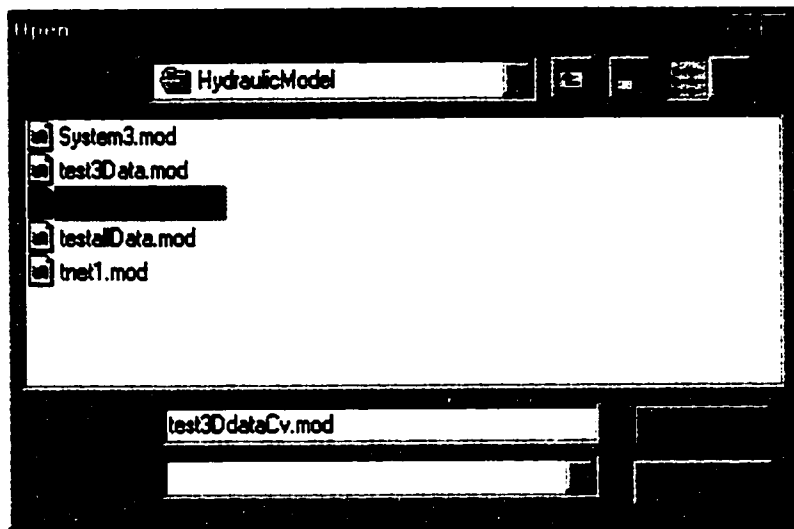 Open
HydraulicModel
System3.mod
test3Data.mod
testallData.mod
tnet1.mod
test3DdataCv.mod